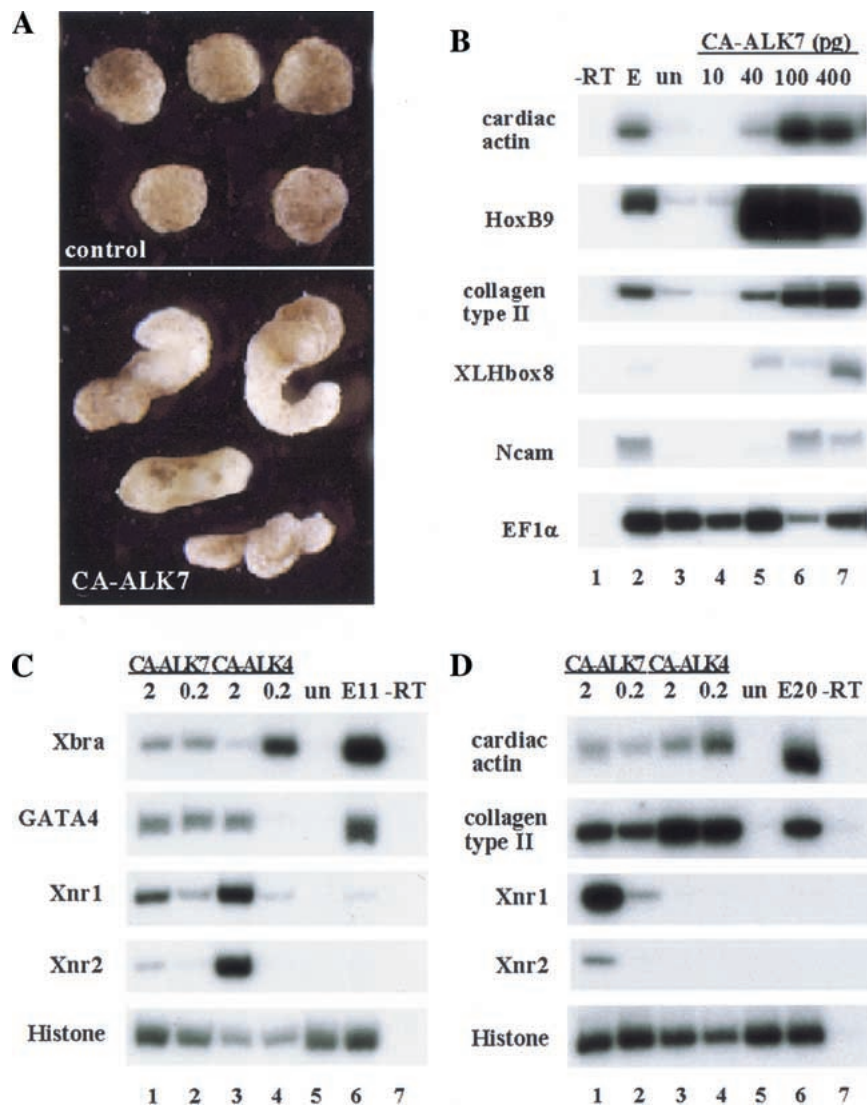 A
control
CA-ALK7
B
CA-ALK7 (pg)
-RT E un 10 40 100 400
cardiac
actin
HoxB9
collagen
type II
XLHbox8
Ncam
EF1α
1 2 3 4 5 6 7
C
CA-ALK7 CA-ALK4
2 0.2 2 0.2 un E11 -RT
Xbra
GATA4
Xnr1
Xnr2
Histone
1 2 3 4 5 6 7
D
CA-ALK7 CA-ALK4
2 0.2 2 0.2 un E20 -RT
cardiac
actin
collagen
type II
Xnr1
Xnr2
Histone
1 2 3 4 5 6 7